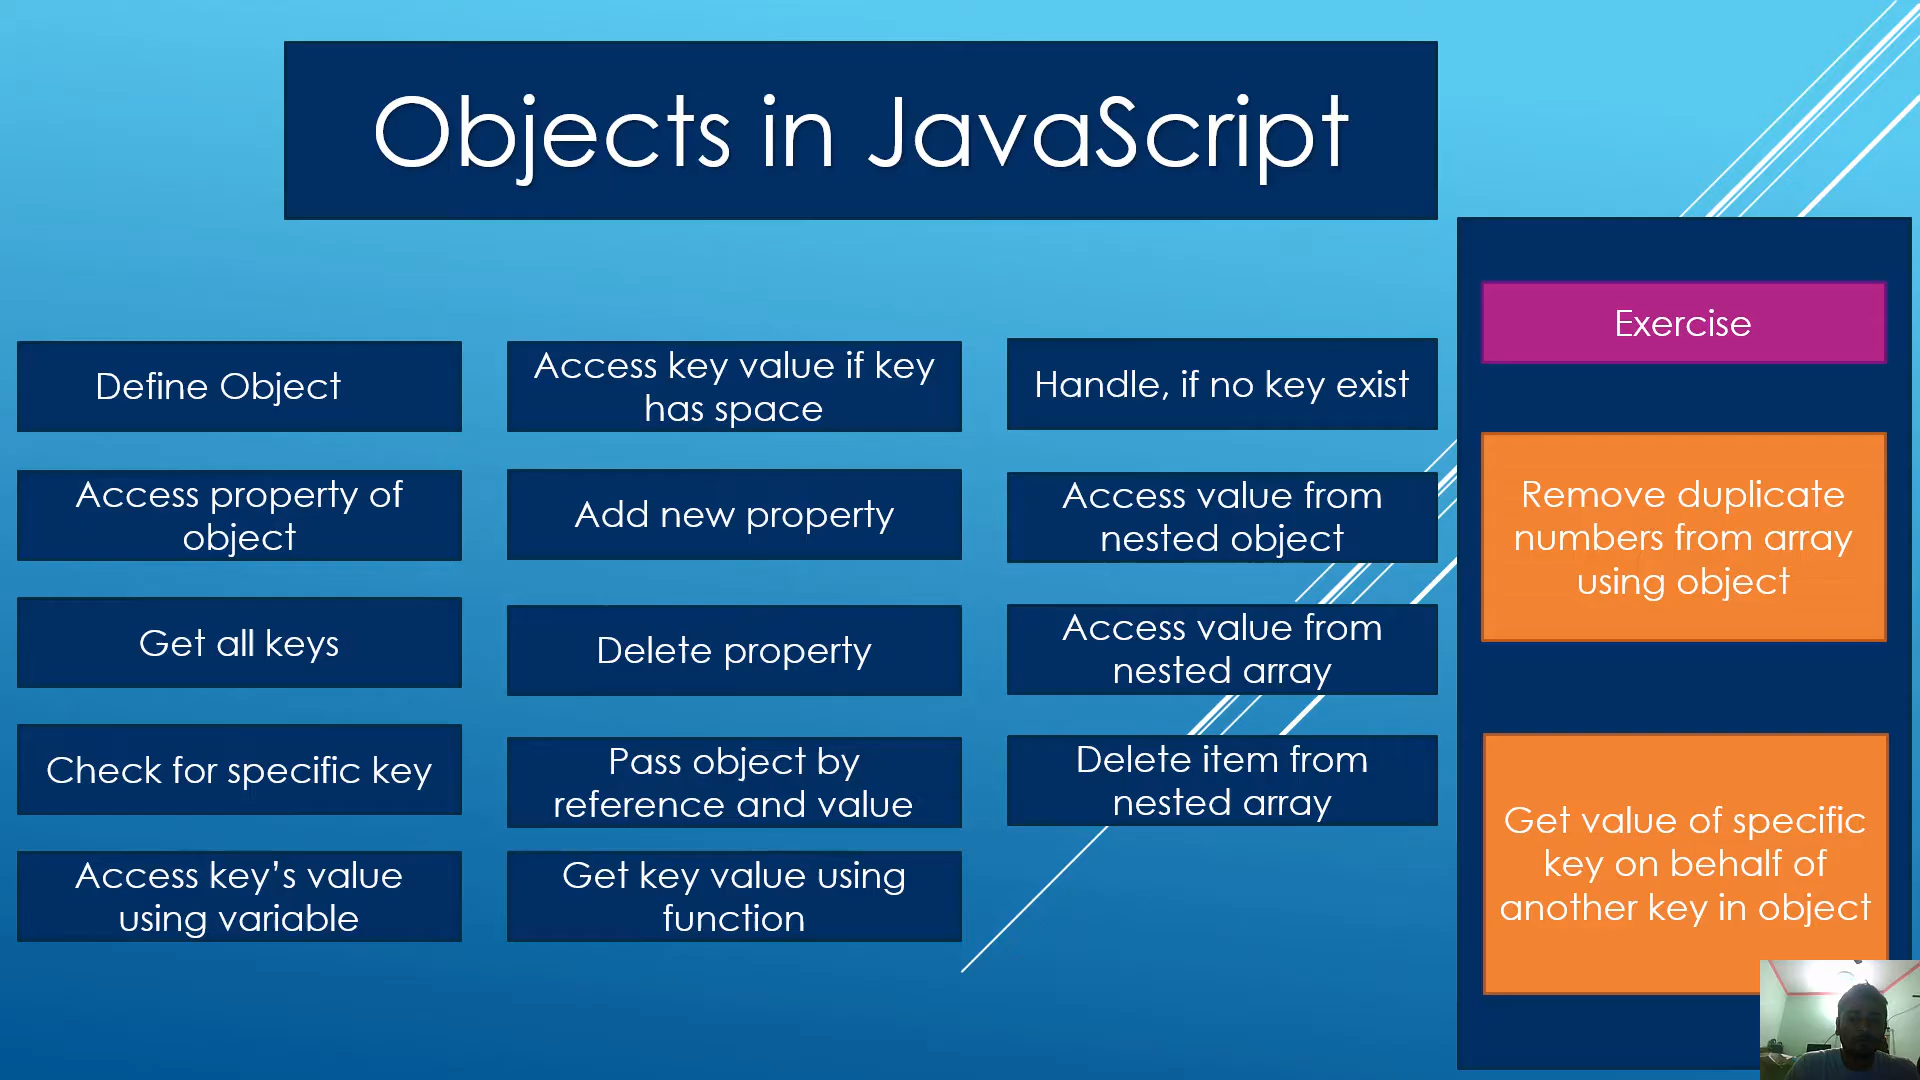 Objects in JavaScript
Define Object
Access property of
object
Get all keys
Check for specific key
Access key’s value
using variable
Access key value if key
has space
Add new property
Delete property
Pass object by
reference and value
Get key value using
function
Handle, if no key exist
Access value from
nested object
Access value from
nested array
Delete item from
nested array
Exercise
Remove duplicate
numbers from array
using object
Get value of specific
key on behalf of
another key in object